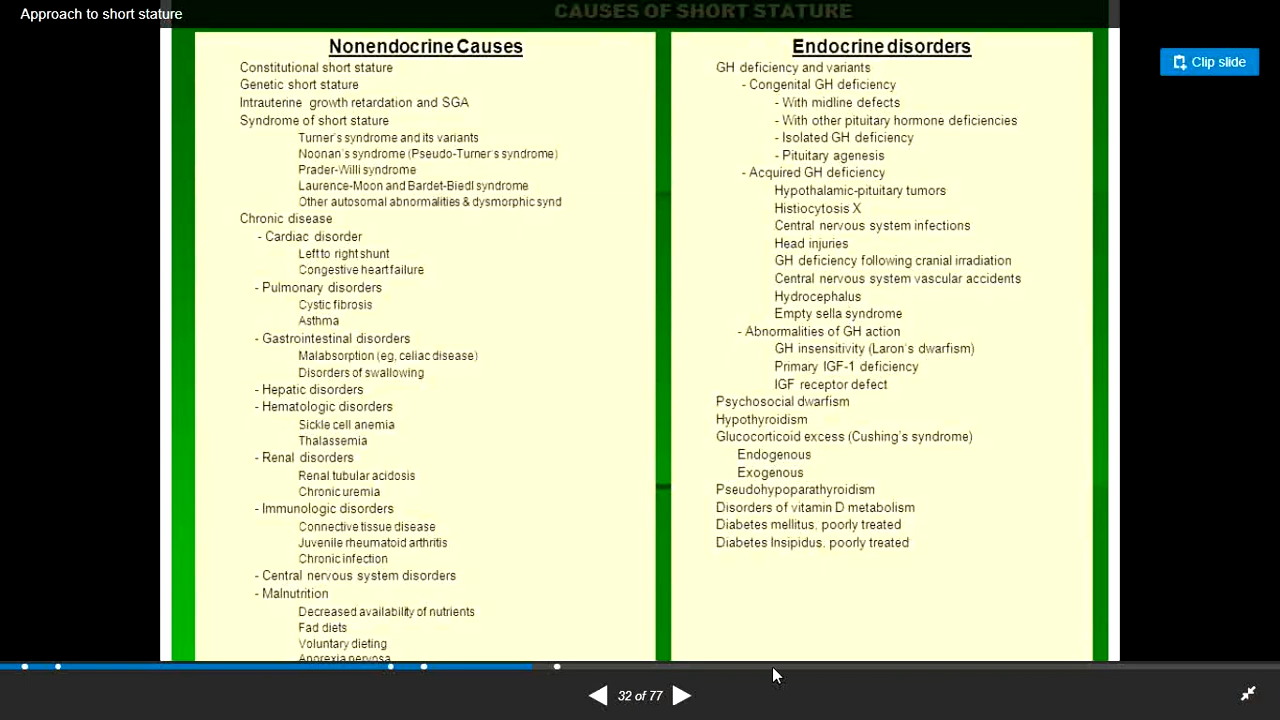 Approach to short stature
CAUSES OF SHORT STATURE
Clip slide
Nonendocrine Causes
Constitutional short stature
Genetic short stature
Intrauterine growth retardation and SGA
Syndrome of short stature
Turner's syndrome and its variants
Noonan's syndrome (Pseudo-Turner's syndrome)
Prader-Willi syndrome
Laurence-Moon and Bardet-Biedl syndrome
Other autosomal abnormalities & dysmorphic synd
Chronic disease
- Cardiac disorder
Left to right shunt
Congestive heart failure
- Pulmonary disorders
Cystic fibrosis
Asthma
- Gastrointestinal disorders
Malabsorption (eg, celiac disease)
Disorders of swallowing
- Hepatic disorders
- Hematologic disorders
Sickle cell anemia
Thalassemia
- Renal disorders
Renal tubular acidosis
Chronic uremia
- Immunologic disorders
Connective tissue disease
Juvenile rheumatoid arthritis
Chronic infection
- Central nervous system disorders
- Malnutrition
Decreased availability of nutrients
Fad diets
Voluntary dieting
Anorexia nervosa
Endocrine disorders
GH deficiency and variants
- Congenital GH deficiency
- With midline defects
- With other pituitary hormone deficiencies
- Isolated GH deficiency
- Pituitary agenesis
- Acquired GH deficiency
Hypothalamic-pituitary tumors
Histiocytosis X
Central nervous system infections
Head injuries
GH deficiency following cranial irradiation
Central nervous system vascular accidents
Hydrocephalus
Empty sella syndrome
- Abnormalities of GH action
GH insensitivity (Laron's dwarfism)
Primary IGF-1 deficiency
IGF receptor defect
Psychosocial dwarfism
Hypothyroidism
Glucocorticoid excess (Cushing's syndrome)
Endogenous
Exogenous
Pseudohypoparathyroidism
Disorders of vitamin D metabolism
Diabetes mellitus, poorly treated
Diabetes Insipidus, poorly treated
32 of 77